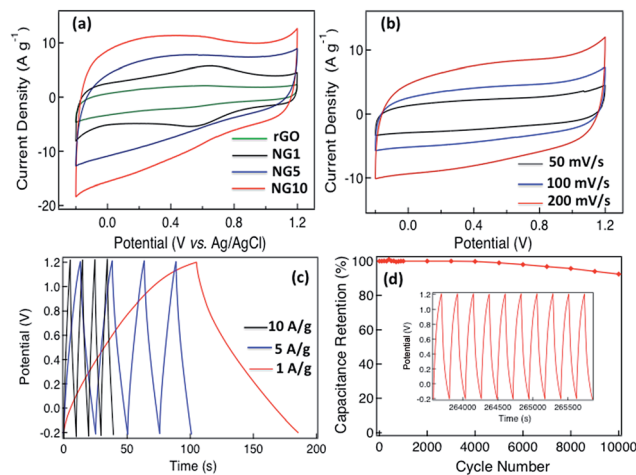 (a)
Current Density (A g⁻¹)
10
0
-10
-20
0.0
0.4
0.8
1.2
Potential (V vs. Ag/AgCl)
rGO
NG1
NG5
NG10
(b)
Current Density (A g⁻¹)
10
0
-10
0.0
0.4
0.8
1.2
Potential (V)
50 mV/s
100 mV/s
200 mV/s
(c)
Potential (V)
1.2
1.0
0.8
0.6
0.4
0.2
0.0
-0.2
0
50
100
150
200
Time (s)
10 A/g
5 A/g
1 A/g
(d)
Capacitance Retention (%)
100
80
60
40
20
0
0
2000
4000
6000
8000
10000
Cycle Number
Potential (V)
1.2
1.0
0.8
0.6
0.4
0.2
0.0
-0.2
264000
264500
265000
265500
Time (s)